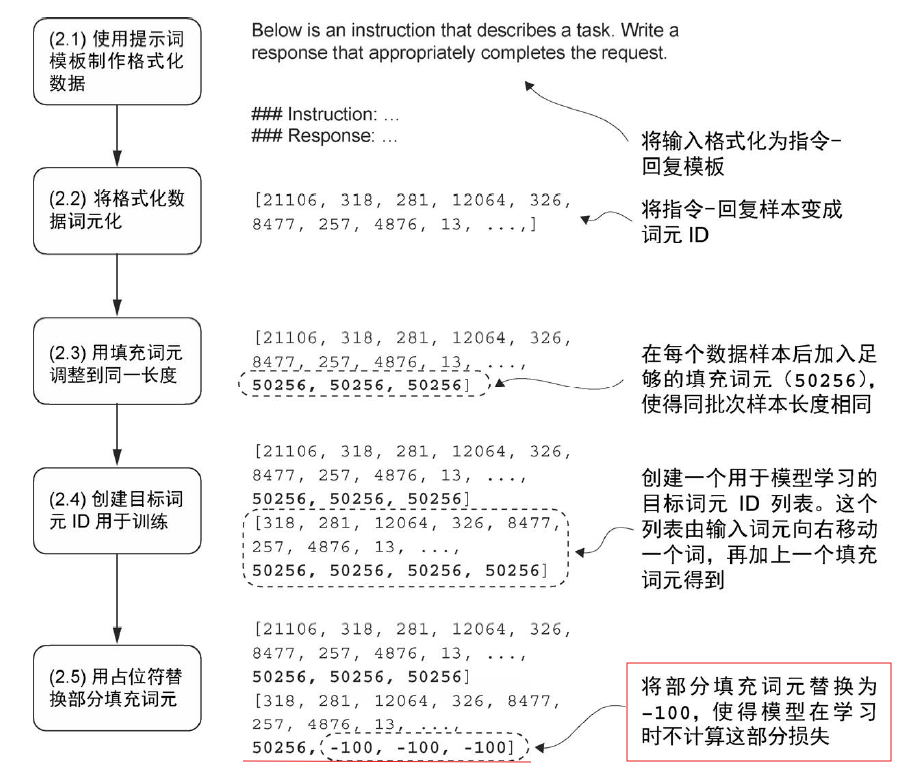 (2.1) 使用提示词
模板制作格式化
数据
Below is an instruction that describes a task. Write a
response that appropriately completes the request.
### Instruction: ...
### Response: ...
将输入格式化为指令-
回复模板
(2.2) 将格式化数
据词元化
[21106, 318, 281, 12064, 326,
8477, 257, 4876, 13, ...,]
将指令-回复样本变成
词元 ID
(2.3) 用填充词元
调整到同一长度
[21106, 318, 281, 12064, 326,
8477, 257, 4876, 13, ...,
50256, 50256, 50256]
在每个数据样本后加入足
够的填充词元（50256），
使得同批次样本长度相同
(2.4) 创建目标词
元 ID 用于训练
[21106, 318, 281, 12064, 326,
8477, 257, 4876, 13, ...,
50256, 50256, 50256]
[318, 281, 12064, 326, 8477,
257, 4876, 13, ...,
50256, 50256, 50256, 50256]
创建一个用于模型学习的
目标词元 ID 列表。这个
列表由输入词元向右移动
一个词，再加上一个填充
词元得到
(2.5) 用占位符替
换部分填充词元
[21106, 318, 281, 12064, 326,
8477, 257, 4876, 13, ...,
50256, 50256, 50256]
[318, 281, 12064, 326, 8477,
257, 4876, 13, ...,
50256, -100, -100, -100]
将部分填充词元替换为
-100，使得模型在学习
时不计算这部分损失